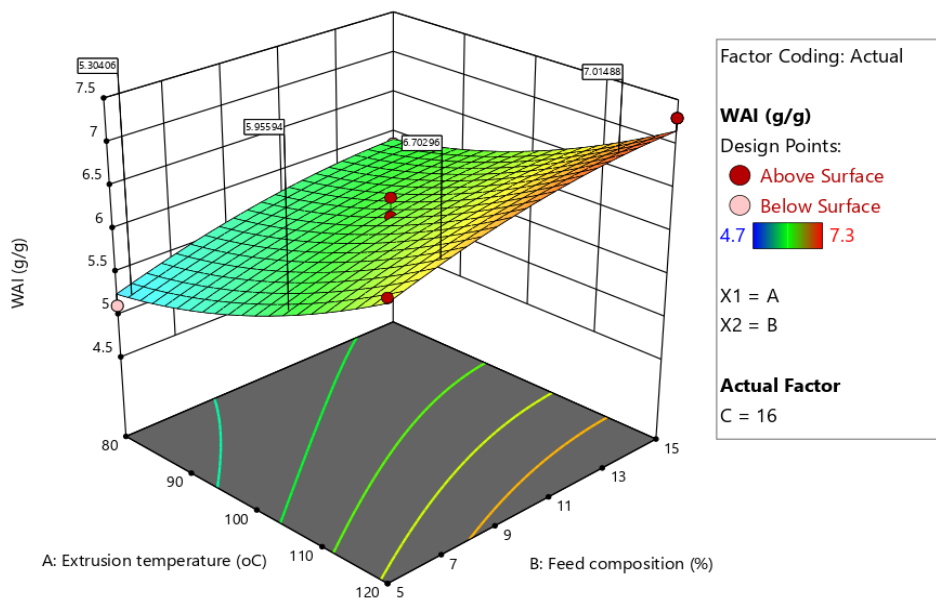 5.30406
5.95594
6.70296
7.01488
7.5
7
6.5
6
5.5
5
4.5
WAI (g/g)
80
90
100
110
120
5
7
9
11
13
15
A: Extrusion temperature (oC)
B: Feed composition (%)
Factor Coding: Actual
WAI (g/g)
Design Points:
Above Surface
Below Surface
4.7 7.3
X1 = A
X2 = B
Actual Factor
C = 16